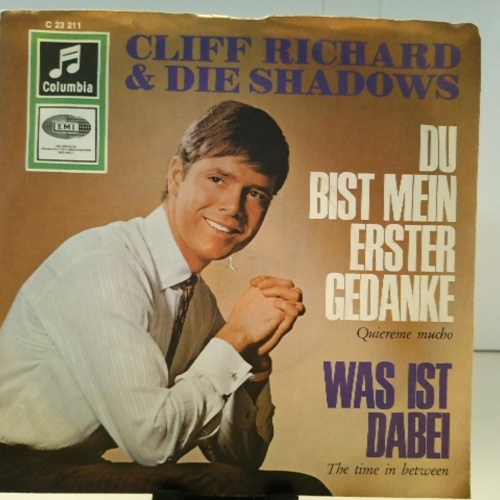 C 23 211
CLIFF RICHARD
& DIE SHADOWS
Columbia
EMI
DU
BIST MEIN
ERSTER
GEDANKE
Quiereme mucho
WAS IST
DABEI
The time in between